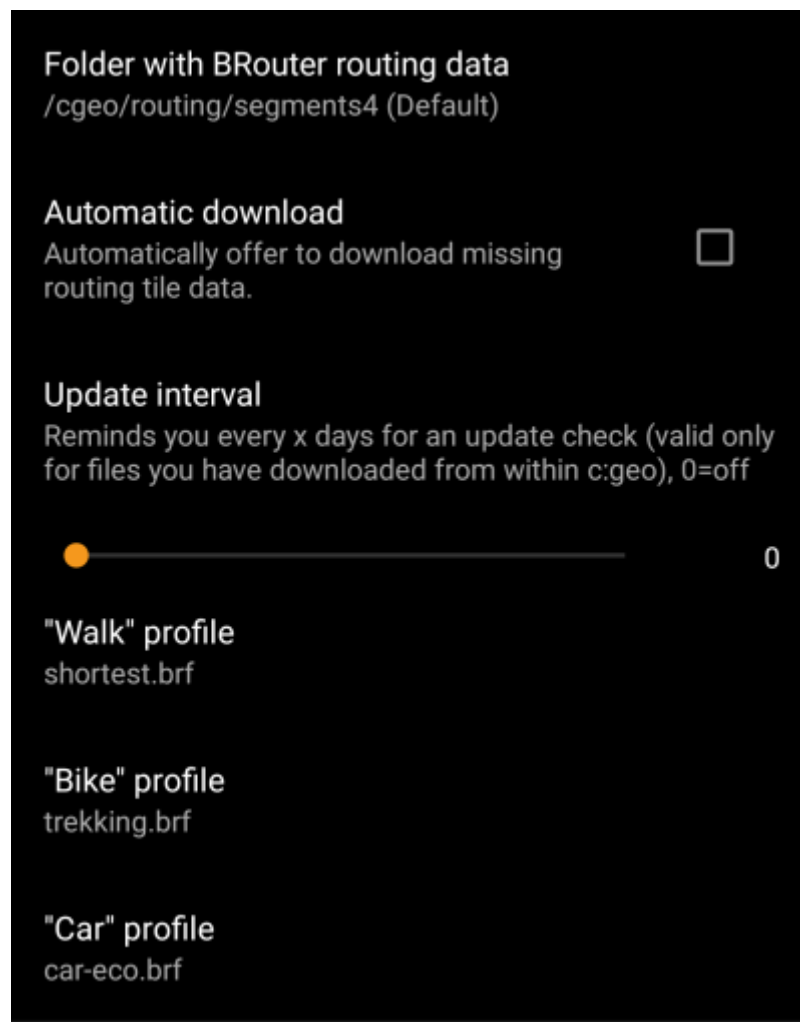 Folder with BRouter routing data
/cgeo/routing/segments4 (Default)
Automatic download
Automatically offer to download missing
routing tile data.
Update interval
Reminds you every x days for an update check (valid only
for files you have downloaded from within c:geo), 0=off
0
"Walk" profile
shortest.brf
"Bike" profile
trekking.brf
"Car" profile
car-eco.brf